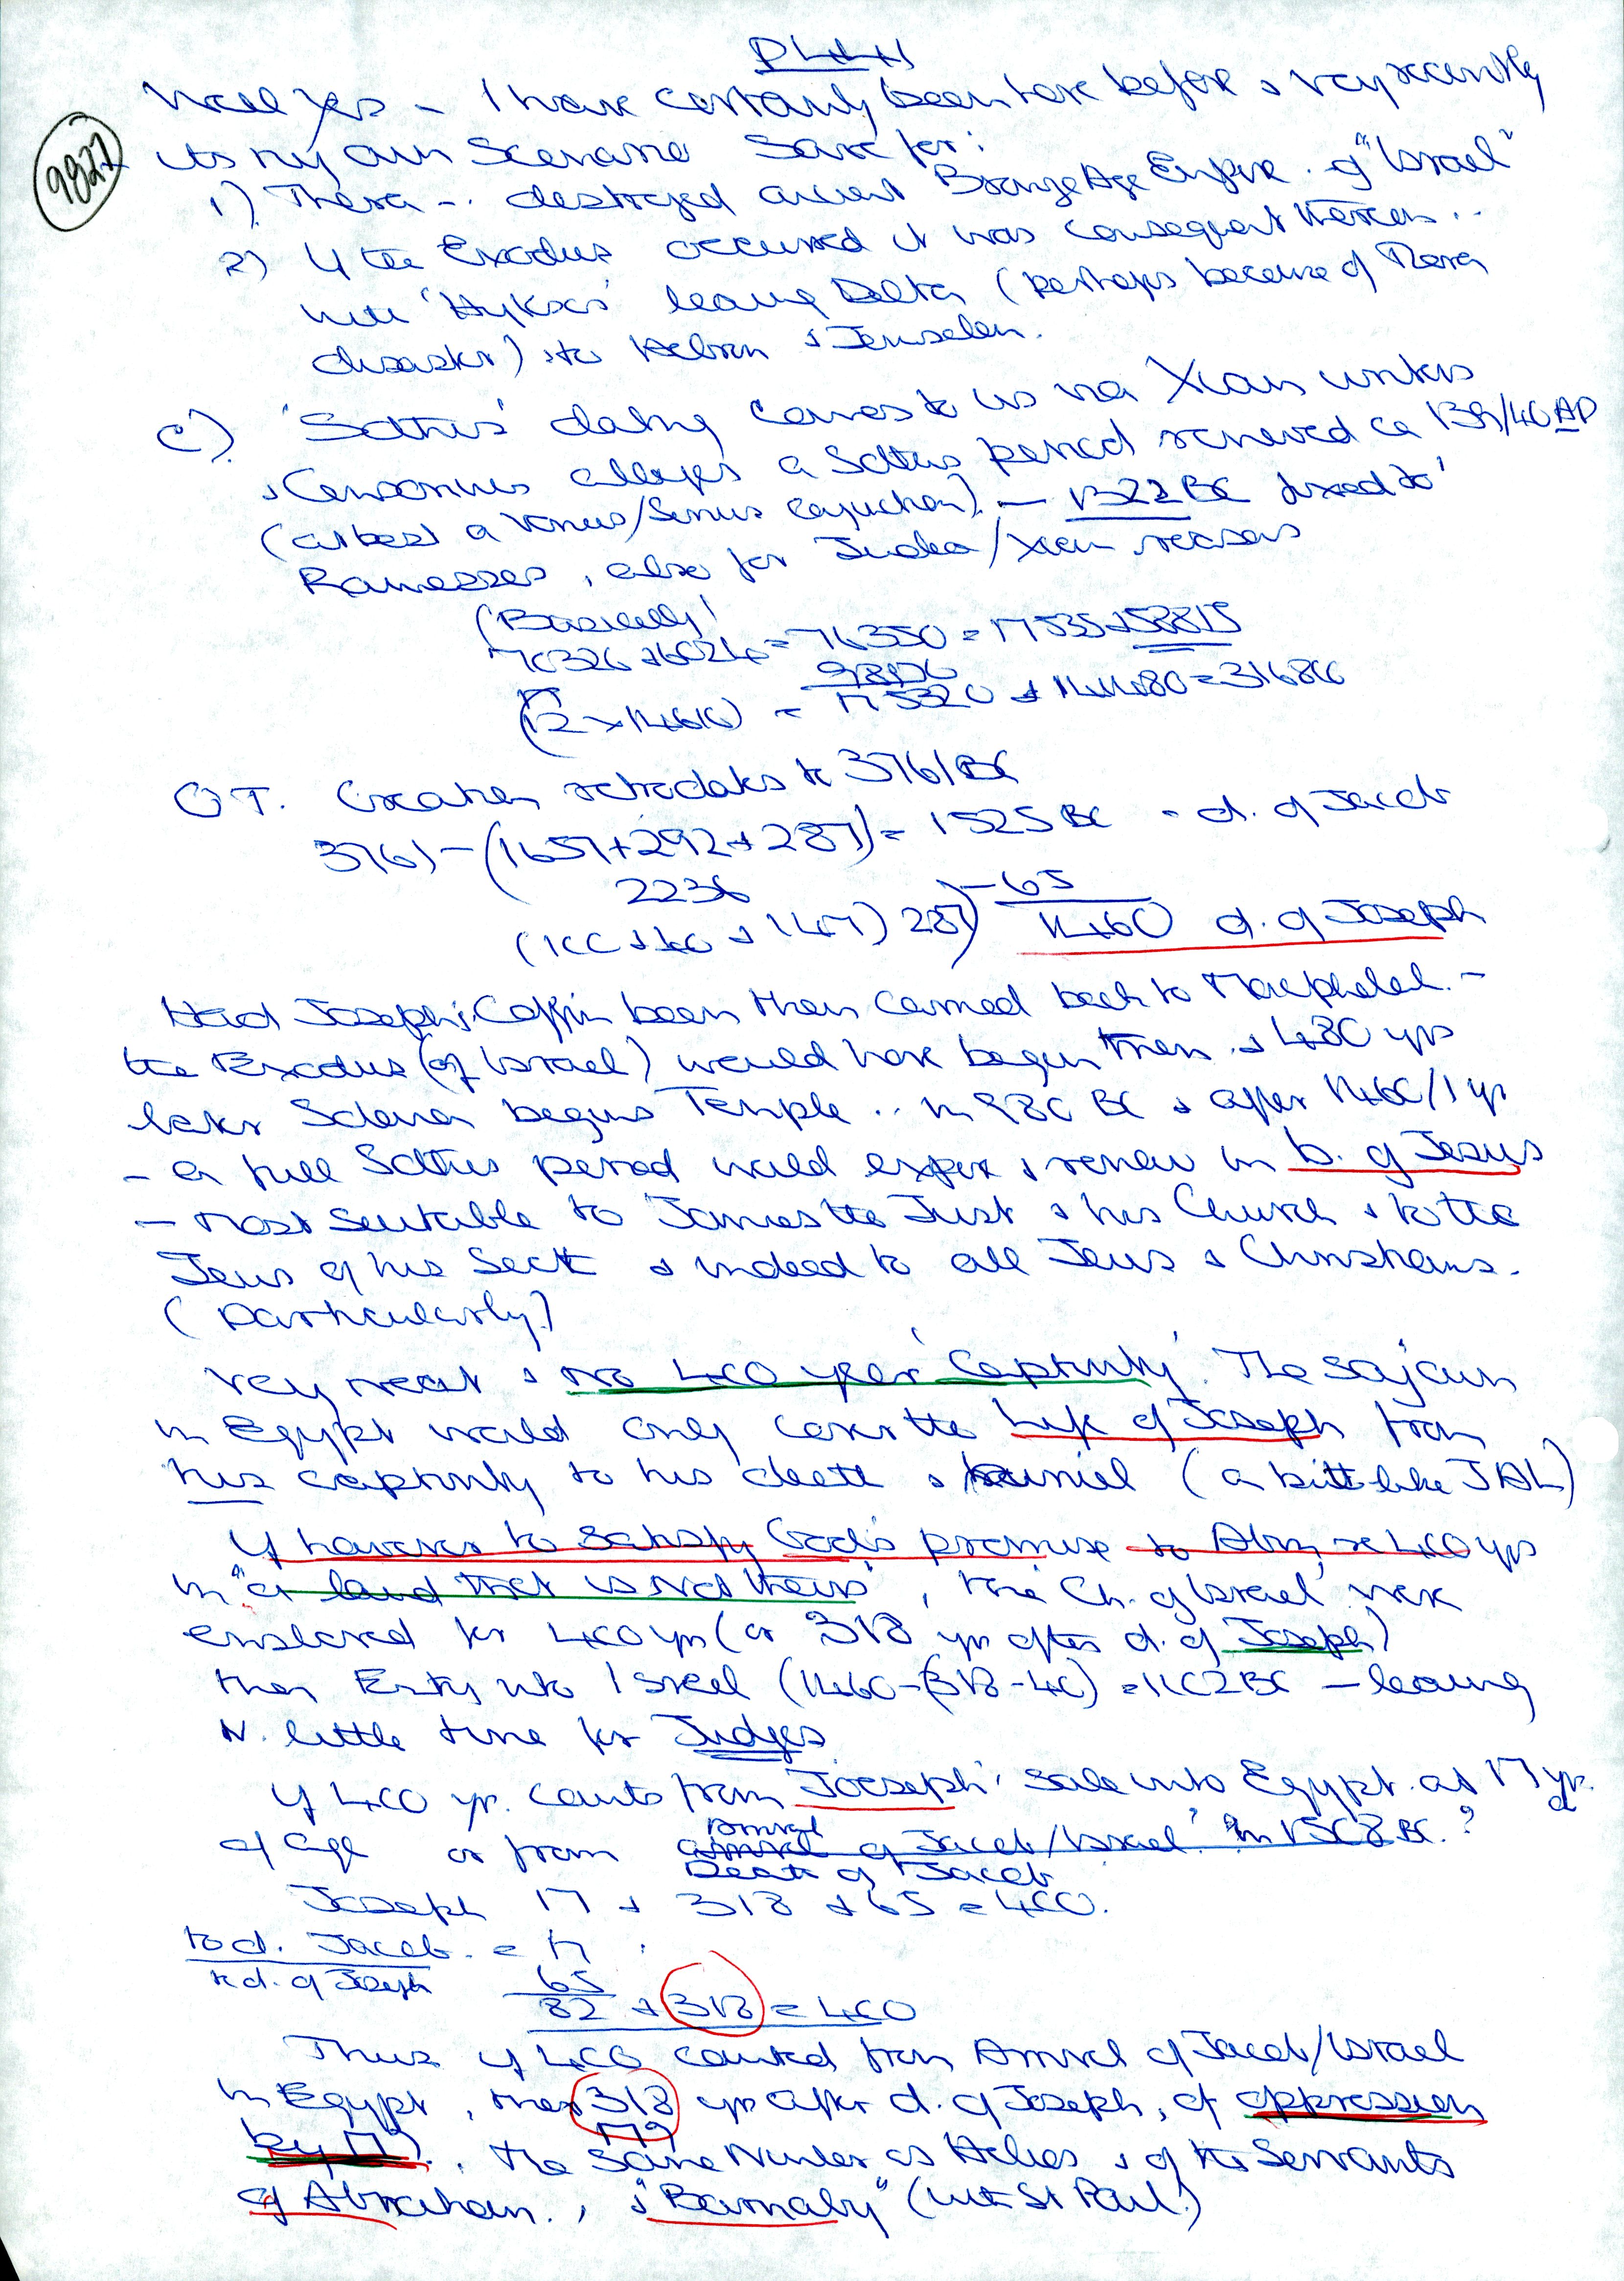 9827
Well yes - I have certainly been here before & very recently
its my own Scenario Save for:
1) Thera -. destroyed ancient Bronze Age Empire. of "Israel"
2) If the Exodus occurred it was consequent thereon..
with 'Hyksos' leaving Delta (perhaps because of Thera
disaster) to Hebron & Jerusalem.
C) 'Sothis' dating comes to us via Xian writers
& Censorinus alleges a Sothis period renewed ca 139/40 AD
(at best a Venus/Sirius conjunction) - 1322 BC fixed to
Ramesses, also for Judeo/Xian reasons
(Basically!
70326 + 6024 = 76350 = 17535 + 58815
(12 x 1460) = 17520 + 14480 = 31680
O T. Creation retrodates to 3761 BC
3761 - (1657 + 292 + 287) = 1525 BC = d. of Jacob
2236
(100 + 40 + 147) 287) - 65
1460 d. of Joseph
Had Joseph's Coffin been then carried back to Macphelah. -
the Exodus (of Israel) would have begun then & 480 yrs
later Solomon begins Temple .. in 980 BC & after 1460/1 yr
- a full Sothis period would expire & renew in b. of Jesus
- most suitable to James the Just & his Church & to the
Jews of his Sect & indeed to all Jews & Christians.
(particularly)
Very neat & no 400 year 'Captivity'. The sojourn
in Egypt would only cover the Life of Joseph from
his captivity to his death & burial (a bit like JAL)
If however to satisfy God's promise to Abm, re 400 yrs
in "a land that is not theirs", the 'Ch. of Israel' were
enslaved for 400 yrs (or 318 yr after d. of Joseph)
then Entry into Israel (1460-(318-40) = 1102 BC - leaving
V. little time for Judges
If 400 yr. counts from Joeseph' sale into Egypt at 17 yr.
of age or from arrival of Jacob/Israel' in 1508 BC. ?
Death of Jacob
Joseph 17 + 318 + 65 = 400.
to d. Jacob. = 17
to d. of Joseph 65
82 + 318 = 400
Thus if 400 counted from Arrival of Jacob/Israel
in Egypt, then 318 yr after d. of Joseph, of oppression
by . , the same Number as Helios & of the Servants
of Abraham., & "Barnaby" (with St Paul!)